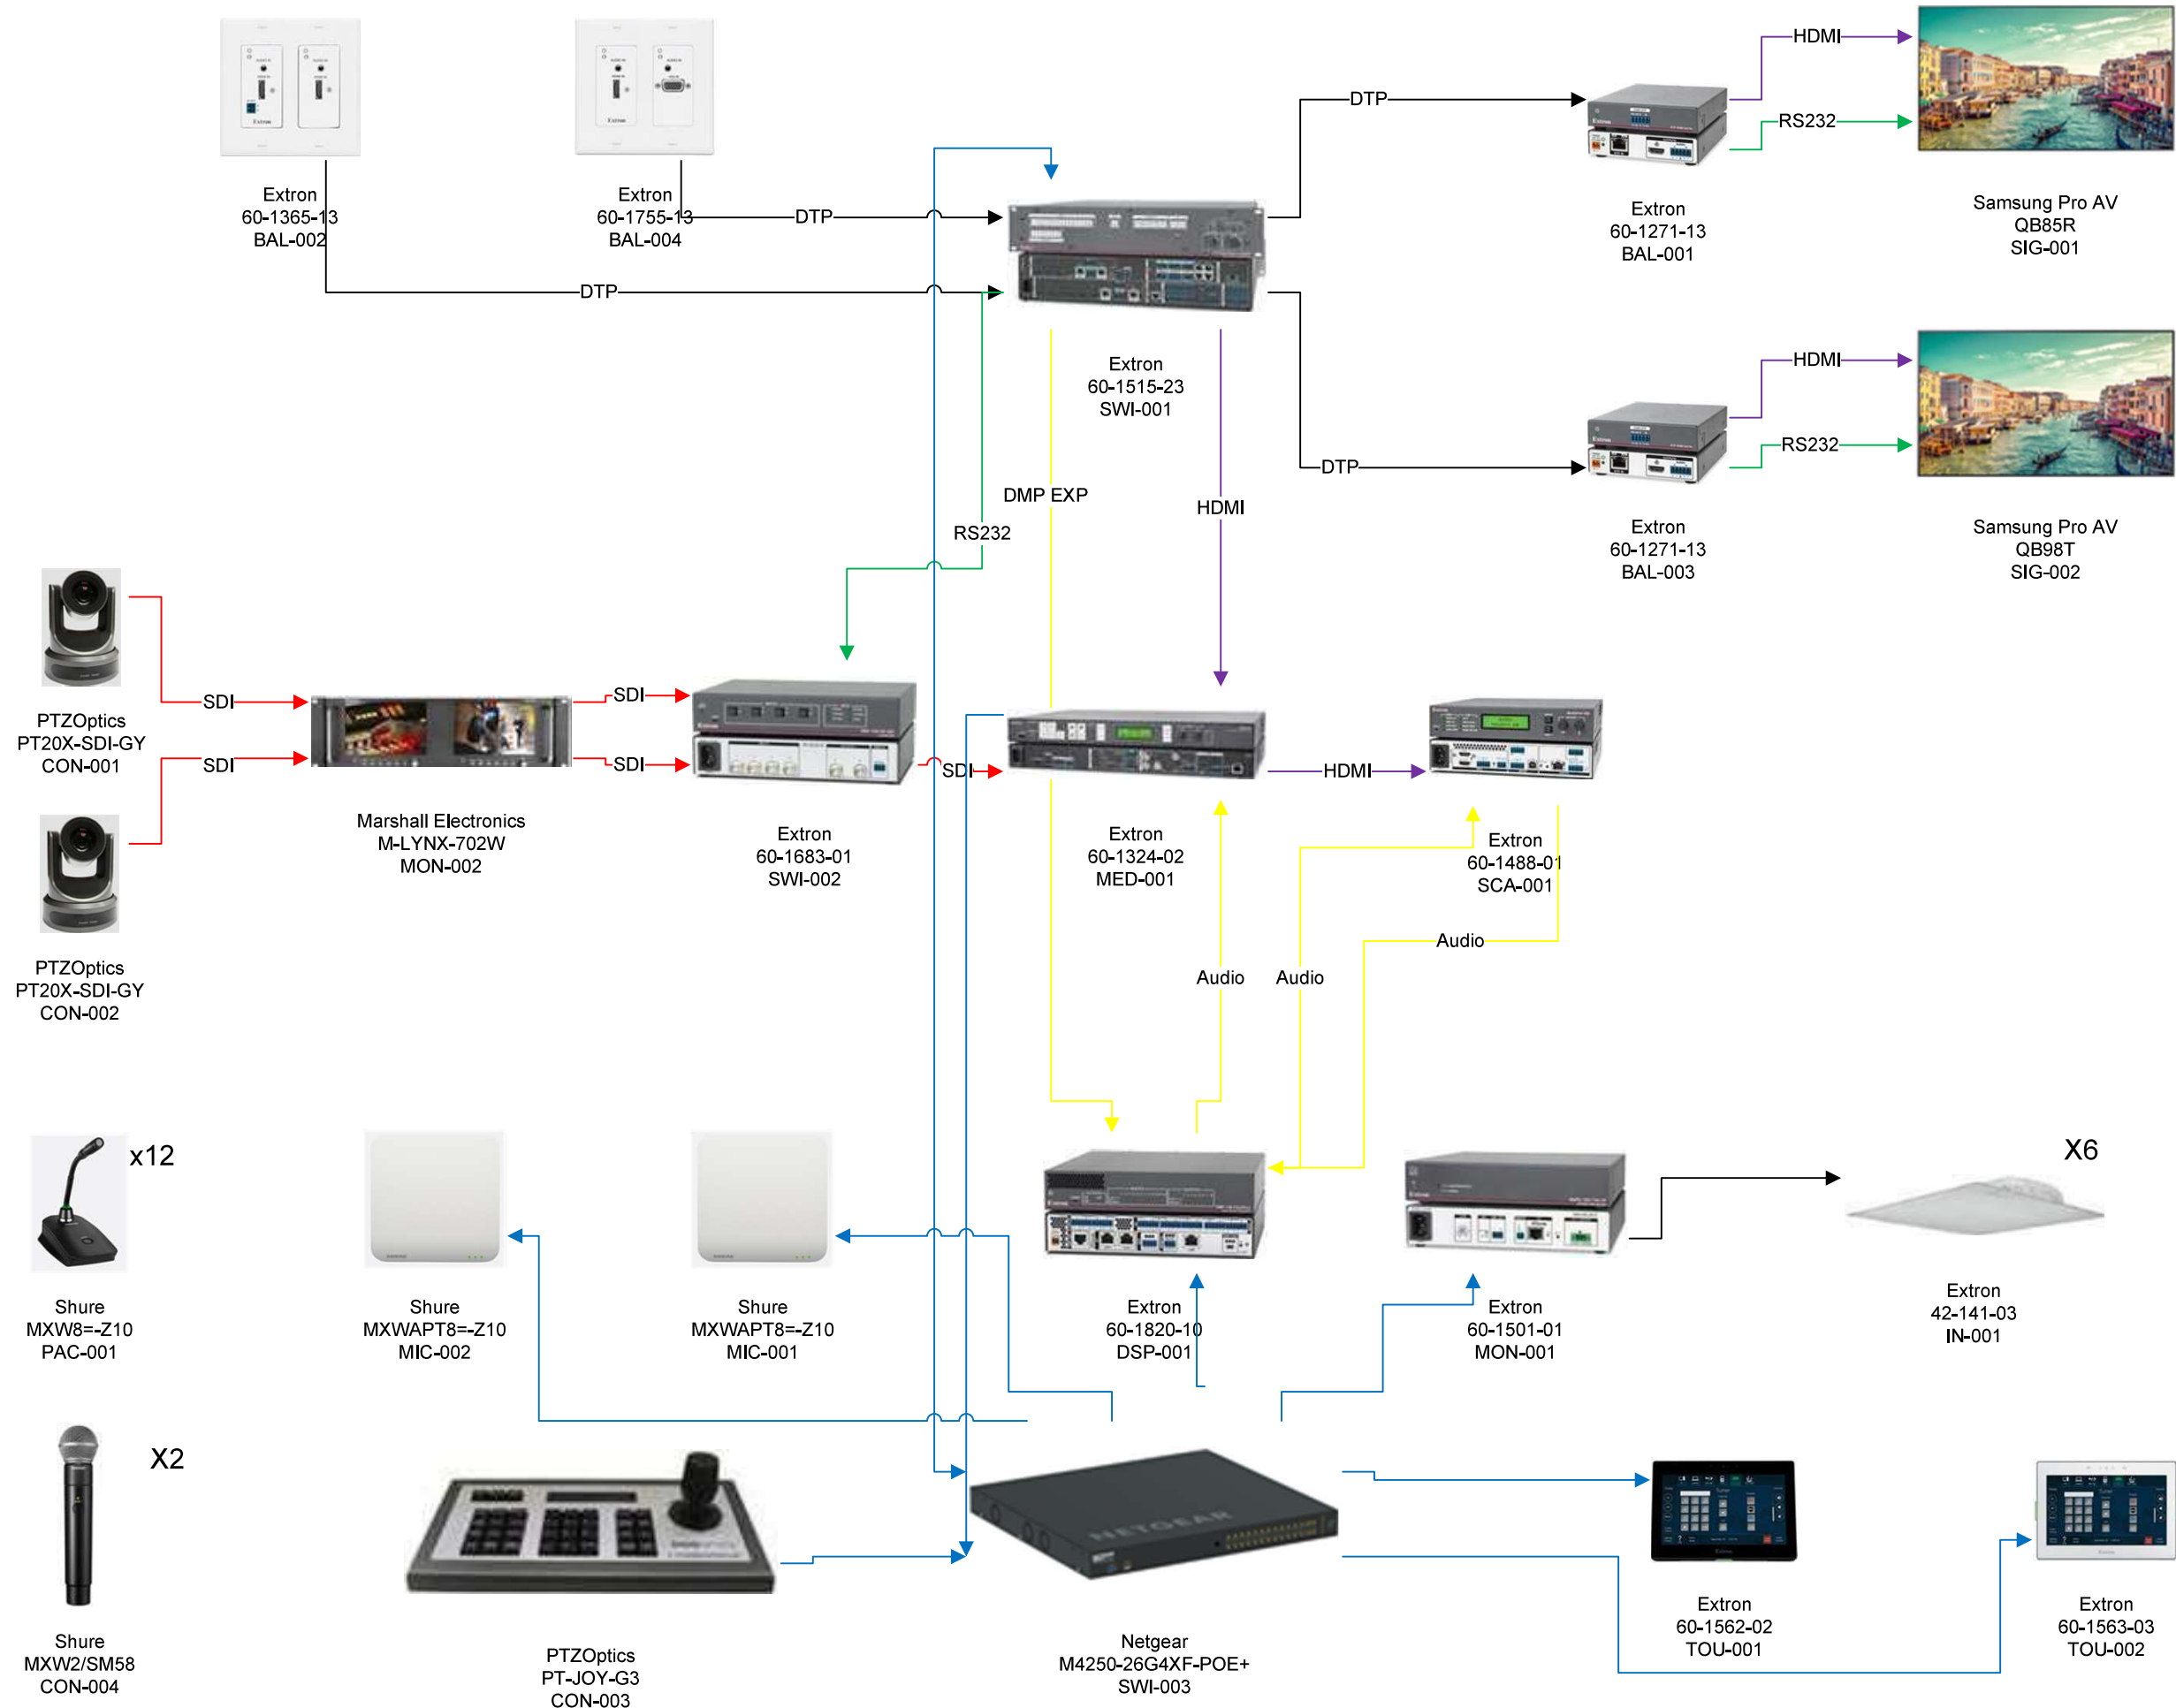 HDMI
DTP
RS232
Extron
60-1365-13
BAL-002
Extron
60-1755-13
BAL-004
DTP
Extron
60-1271-13
BAL-001
Samsung Pro AV
QB85R
SIG-001
DTP
Extron
60-1515-23
SWI-001
HDMI
RS232
DTP
DMP EXP
HDMI
RS232
Extron
60-1271-13
BAL-003
Samsung Pro AV
QB98T
SIG-002
SDI
SDI
PTZOptics
PT20X-SDI-GY
CON-001
SDI
SDI
SDI
HDMI
Marshall Electronics
M-LYNX-702W
MON-002
Extron
60-1683-01
SWI-002
Extron
60-1324-02
MED-001
Extron
60-1488-01
SCA-001
Audio
PTZOptics
PT20X-SDI-GY
CON-002
Audio
Audio
x12
X6
Shure
MXW8=-Z10
PAC-001
Shure
MXWAPT8=-Z10
MIC-002
Shure
MXWAPT8=-Z10
MIC-001
Extron
60-1820-10
DSP-001
Extron
60-1501-01
MON-001
Extron
42-141-03
IN-001
X2
NETGEAR
Shure
MXW2/SM58
CON-004
PTZOptics
PT-JOY-G3
CON-003
Netgear
M4250-26G4XF-POE+
SWI-003
Extron
60-1562-02
TOU-001
Extron
60-1563-03
TOU-002